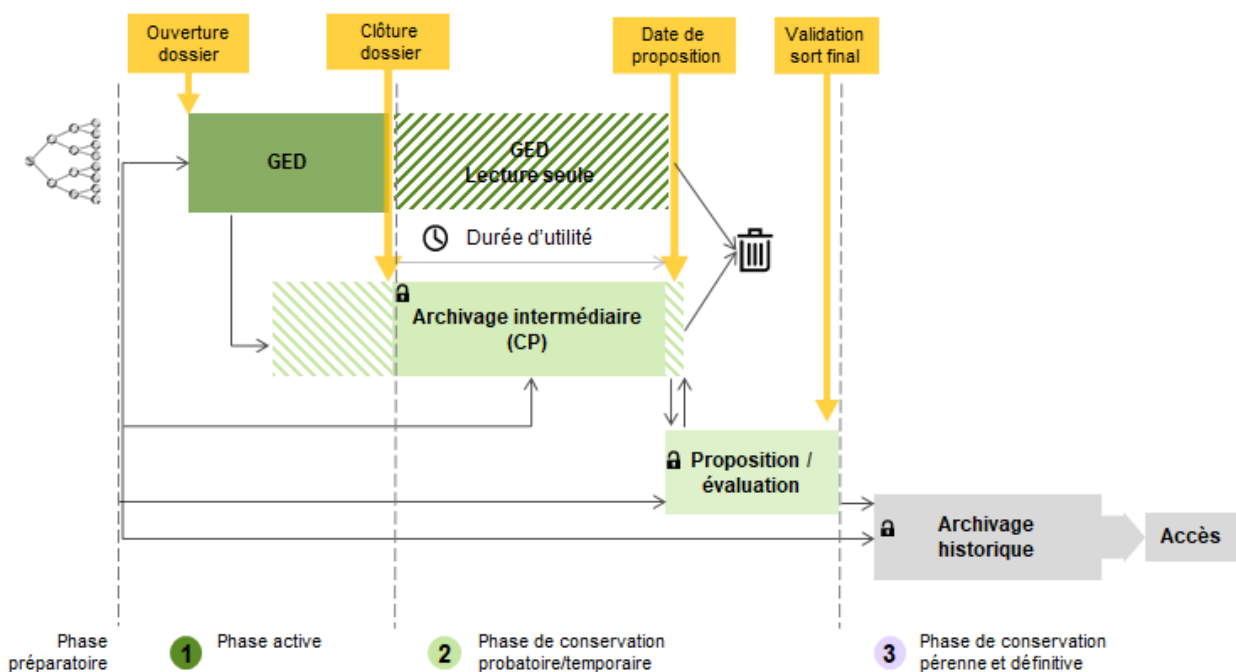 Ouverture
dossier
Clôture
dossier
Date de
proposition
Validation
sort final
GED
GED
Lecture seule
Durée d'utilité
Archivage intermédiaire
(CP)
Proposition /
évaluation
Archivage
historique
Accès
Phase
préparatoire
1
Phase active
2
Phase de conservation
probatoire/temporaire
3
Phase de conservation
pérenne et définitive